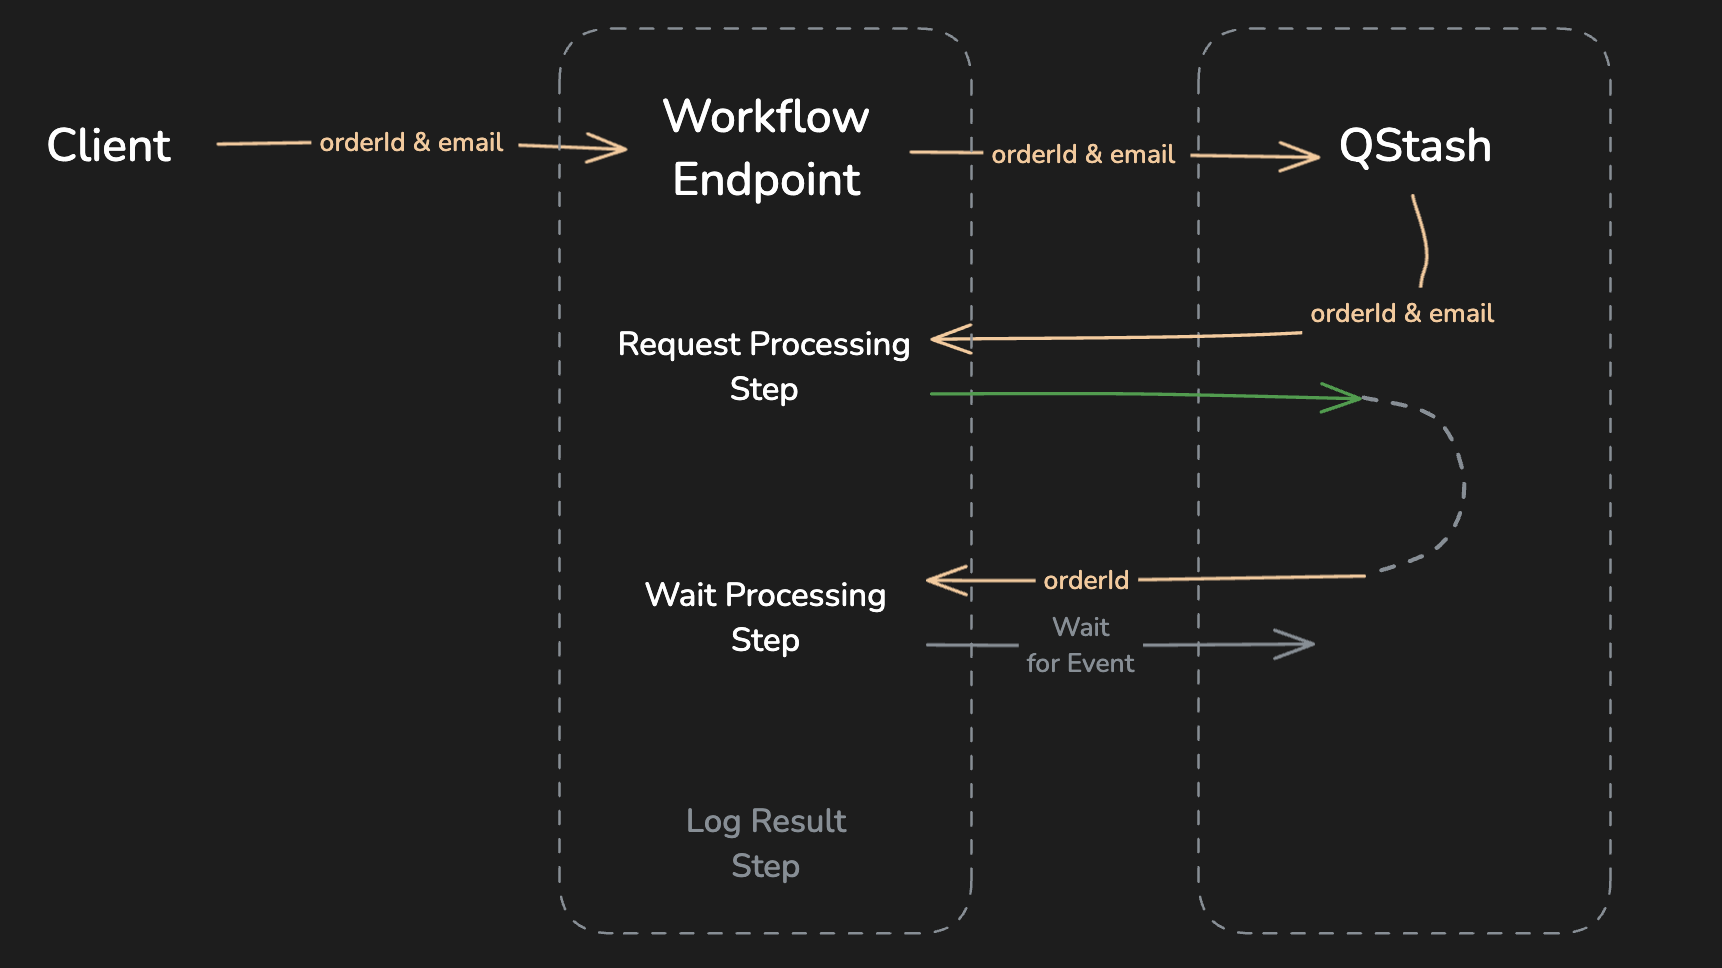 Client
orderId & email
Workflow
Endpoint
orderId & email
QStash
orderId & email
Request Processing
Step
Wait Processing
Step
orderId
Wait
for Event
Log Result
Step